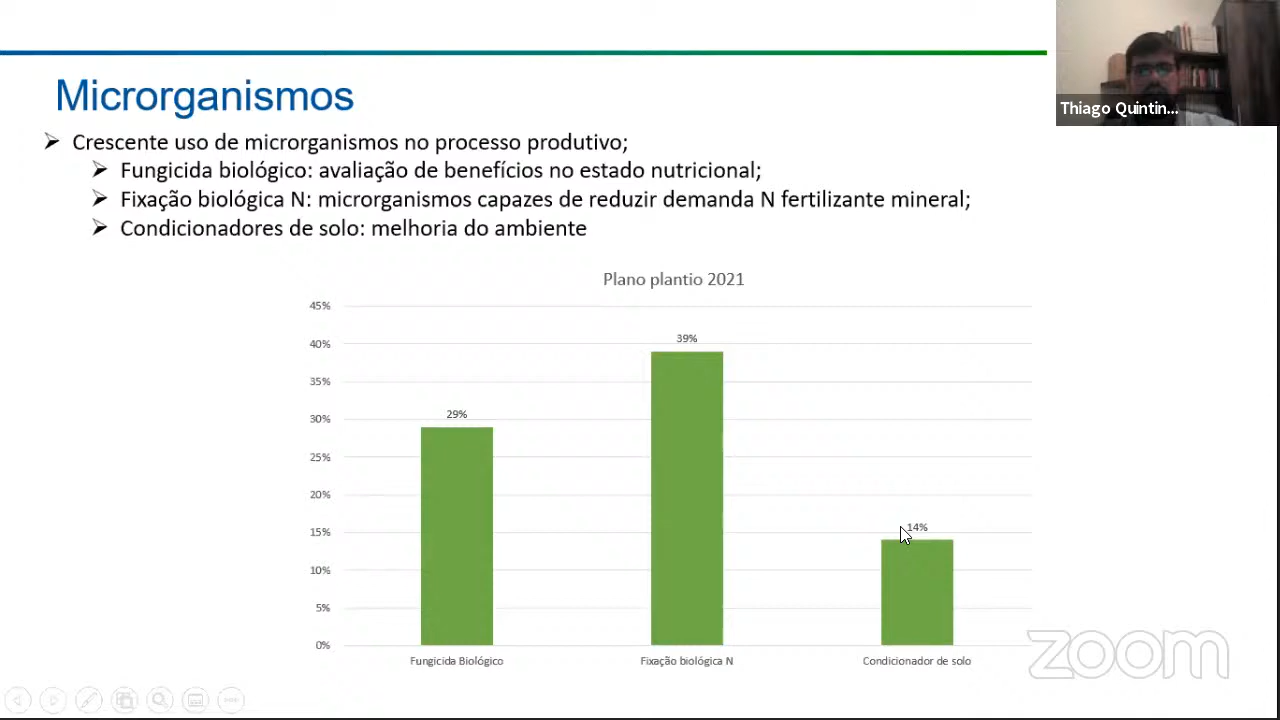 Thiago Quintin...
Microrganismos
Crescente uso de microrganismos no processo produtivo;
Fungicida biológico: avaliação de benefícios no estado nutricional;
Fixação biológica N: microrganismos capazes de reduzir demanda N fertilizante mineral;
Condicionadores de solo: melhoria do ambiente
Plano plantio 2021
45%
40%
35%
30%
25%
20%
15%
10%
5%
0%
29%
39%
14%
Fungicida Biológico
Fixação biológica N
Condicionador de solo
zoom